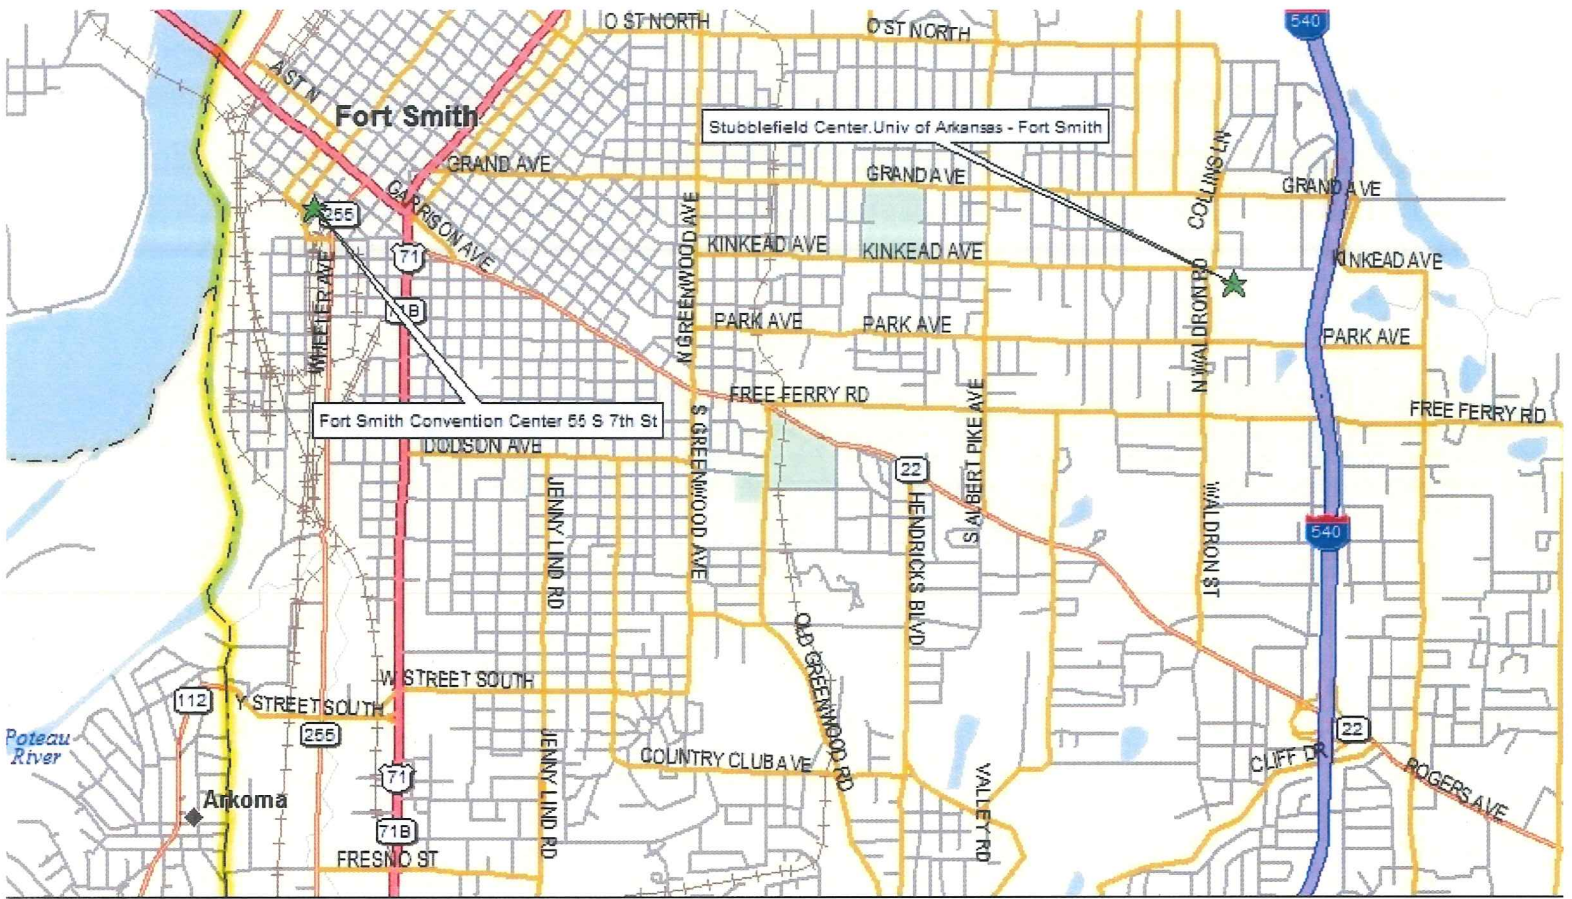 540
O ST NORTH
O ST NORTH
A ST N
Fort Smith
Stubblefield Center.Univ of Arkansas - Fort Smith
COLLINS LN
GRAND AVE
GRAND AVE
GRAND AVE
255
GARRISON AVE
N GREENWOOD AVE
KINKEAD AVE
KINKEAD AVE
KINKEAD AVE
71
WHEELER AVE
71B
N WALDRON RD
PARK AVE
PARK AVE
PARK AVE
FREE FERRY RD
FREE FERRY RD
Fort Smith Convention Center 55 S 7th St
DODSON AVE
S GREENWOOD AVE
S ALBERT PIKE AVE
22
JENNY LIND RD
HENDRICKS BLVD
WALDRON ST
540
OLD GREENWOOD RD
W STREET SOUTH
112
Y STREET SOUTH
255
Poteau
River
22
CLIFF DR
COUNTRY CLUB AVE
JENNY LIND RD
71
VALLEY RD
ROGERS AVE
Arkoma
71B
FRESNO ST